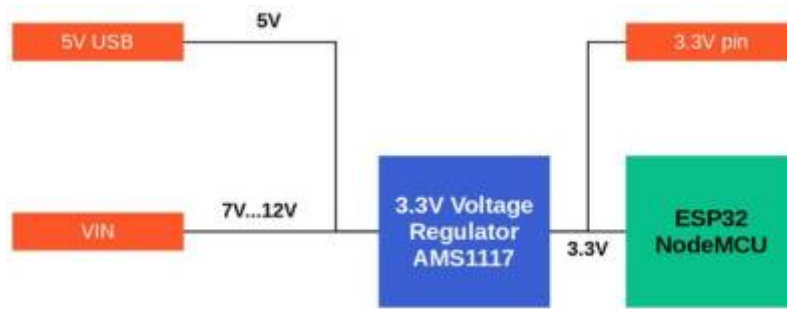 5V USB
5V
3.3V pin
VIN
7V...12V
3.3V Voltage
Regulator
AMS1117
3.3V
ESP32
NodeMCU